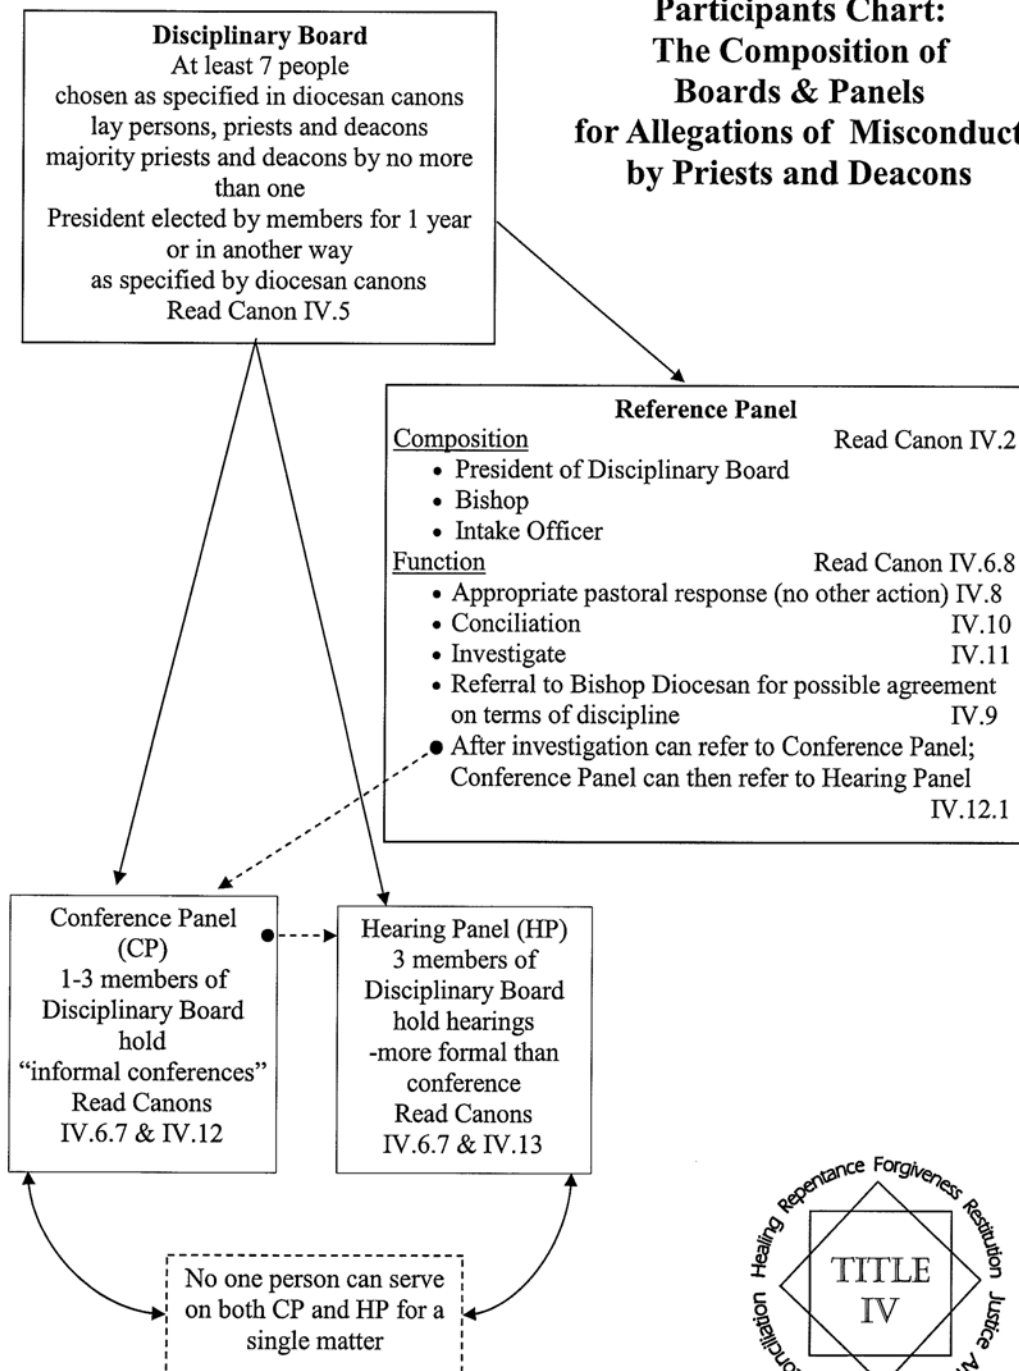 Participants Chart:
The Composition of
Boards & Panels
for Allegations of Misconduct
by Priests and Deacons
Disciplinary Board
At least 7 people
chosen as specified in diocesan canons
lay persons, priests and deacons
majority priests and deacons by no more
than one
President elected by members for 1 year
or in another way
as specified by diocesan canons
Read Canon IV.5
Reference Panel
Composition Read Canon IV.2
• President of Disciplinary Board
• Bishop
• Intake Officer
Function Read Canon IV.6.8
• Appropriate pastoral response (no other action) IV.8
• Conciliation IV.10
• Investigate IV.11
• Referral to Bishop Diocesan for possible agreement
on terms of discipline IV.9
• After investigation can refer to Conference Panel;
Conference Panel can then refer to Hearing Panel
IV.12.1
Conference Panel
(CP)
1-3 members of
Disciplinary Board
hold
“informal conferences”
Read Canons
IV.6.7 & IV.12
Hearing Panel (HP)
3 members of
Disciplinary Board
hold hearings
-more formal than
conference
Read Canons
IV.6.7 & IV.13
No one person can serve
on both CP and HP for a
single matter
Healing Repentance Forgiveness Restitution Justice
TITLE
IV